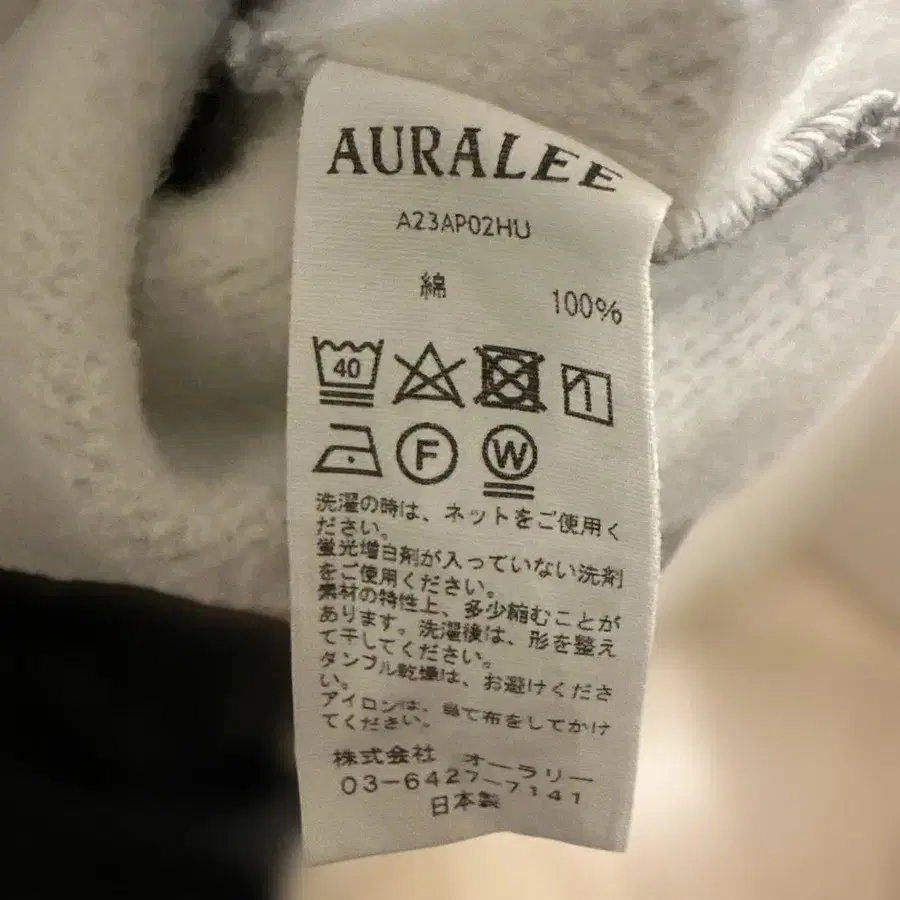 AURALEE
A23AP02HU
綿 100%
40
1
F W
洗濯の時は、ネットをご使用く
ださい。
蛍光増白剤が入っていない洗剤
をご使用ください。
素材の特性上、多少縮むことが
あります。洗濯後は、形を整え
て干してください。
タンブル乾燥は、お避けくださ
い。
アイロンは、当て布をしてかけ
てください。
株式会社 オーラリー
03-6427-7141
日本製